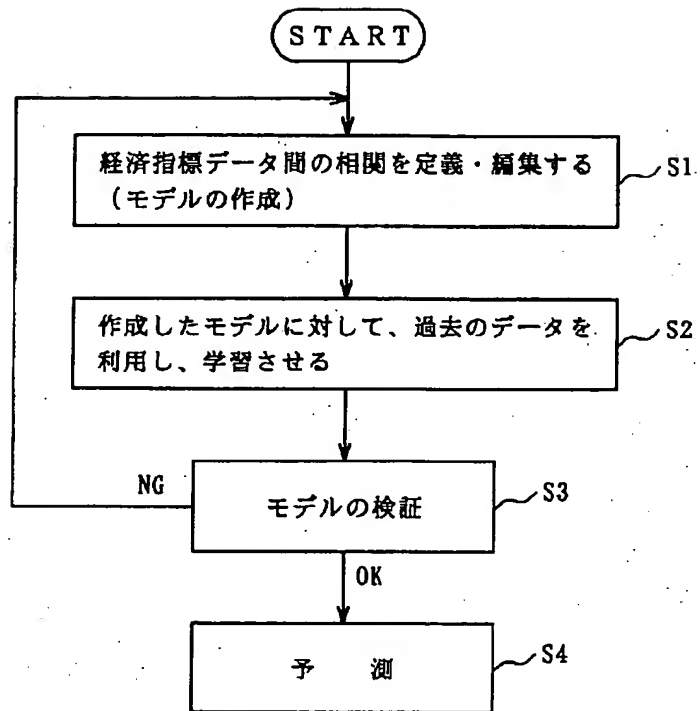 START
経済指標データ間の相関を定義・編集する
(モデルの作成)
S1
作成したモデルに対して、過去のデータを
利用し、学習させる
S2
NG
モデルの検証
S3
OK
予 測
S4